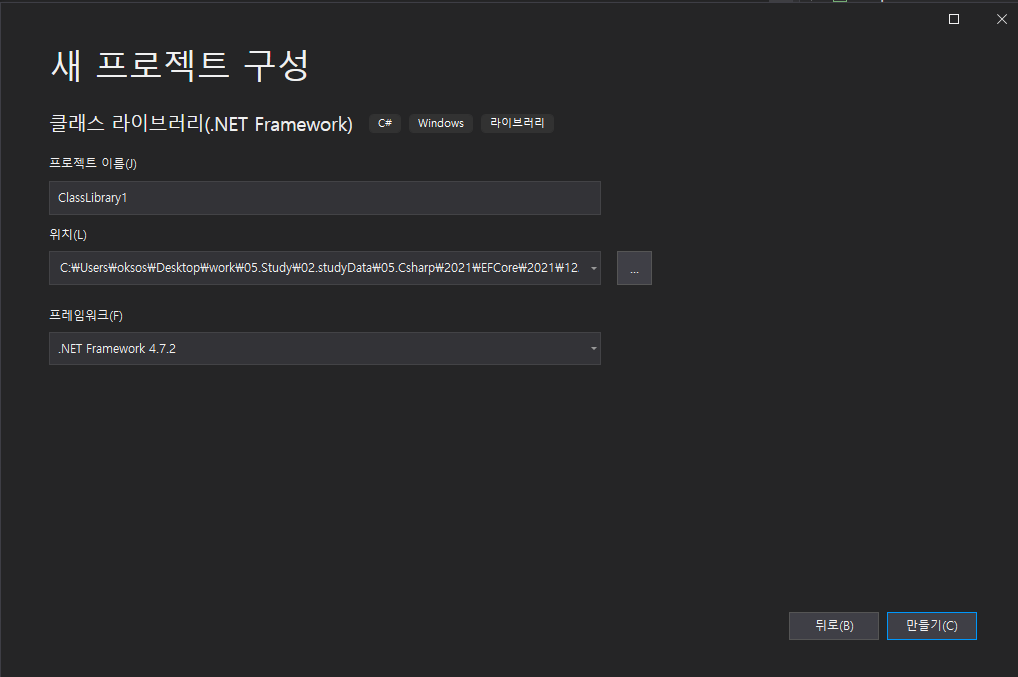 새 프로젝트 구성
클래스 라이브러리(.NET Framework) C# Windows 라이브러리
프로젝트 이름(J)
ClassLibrary1
위치(L)
C:₩Users₩oksos₩Desktop₩work₩05.Study₩02.studyData₩05.Csharp₩2021₩EFCore₩2021₩12
...
프레임워크(F)
.NET Framework 4.7.2
뒤로(B) 만들기(C)